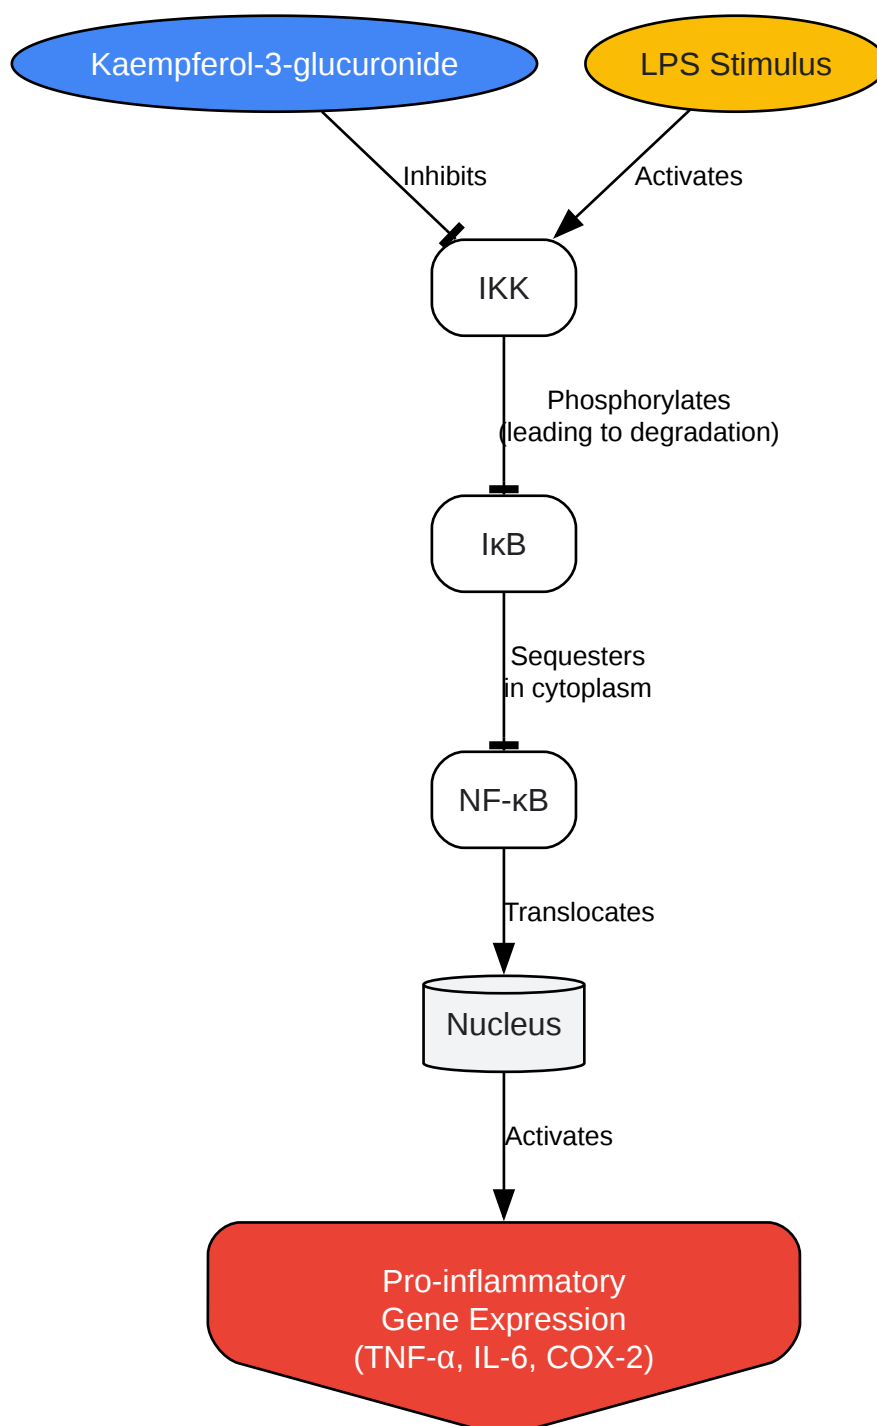 Kaempferol-3-glucuronide
LPS Stimulus
Inhibits
Activates
IKK
Phosphorylates
(leading to degradation)
IκB
Sequesters
in cytoplasm
NF-κB
Translocates
Nucleus
Activates
Pro-inflammatory
Gene Expression
(TNF-α, IL-6, COX-2)